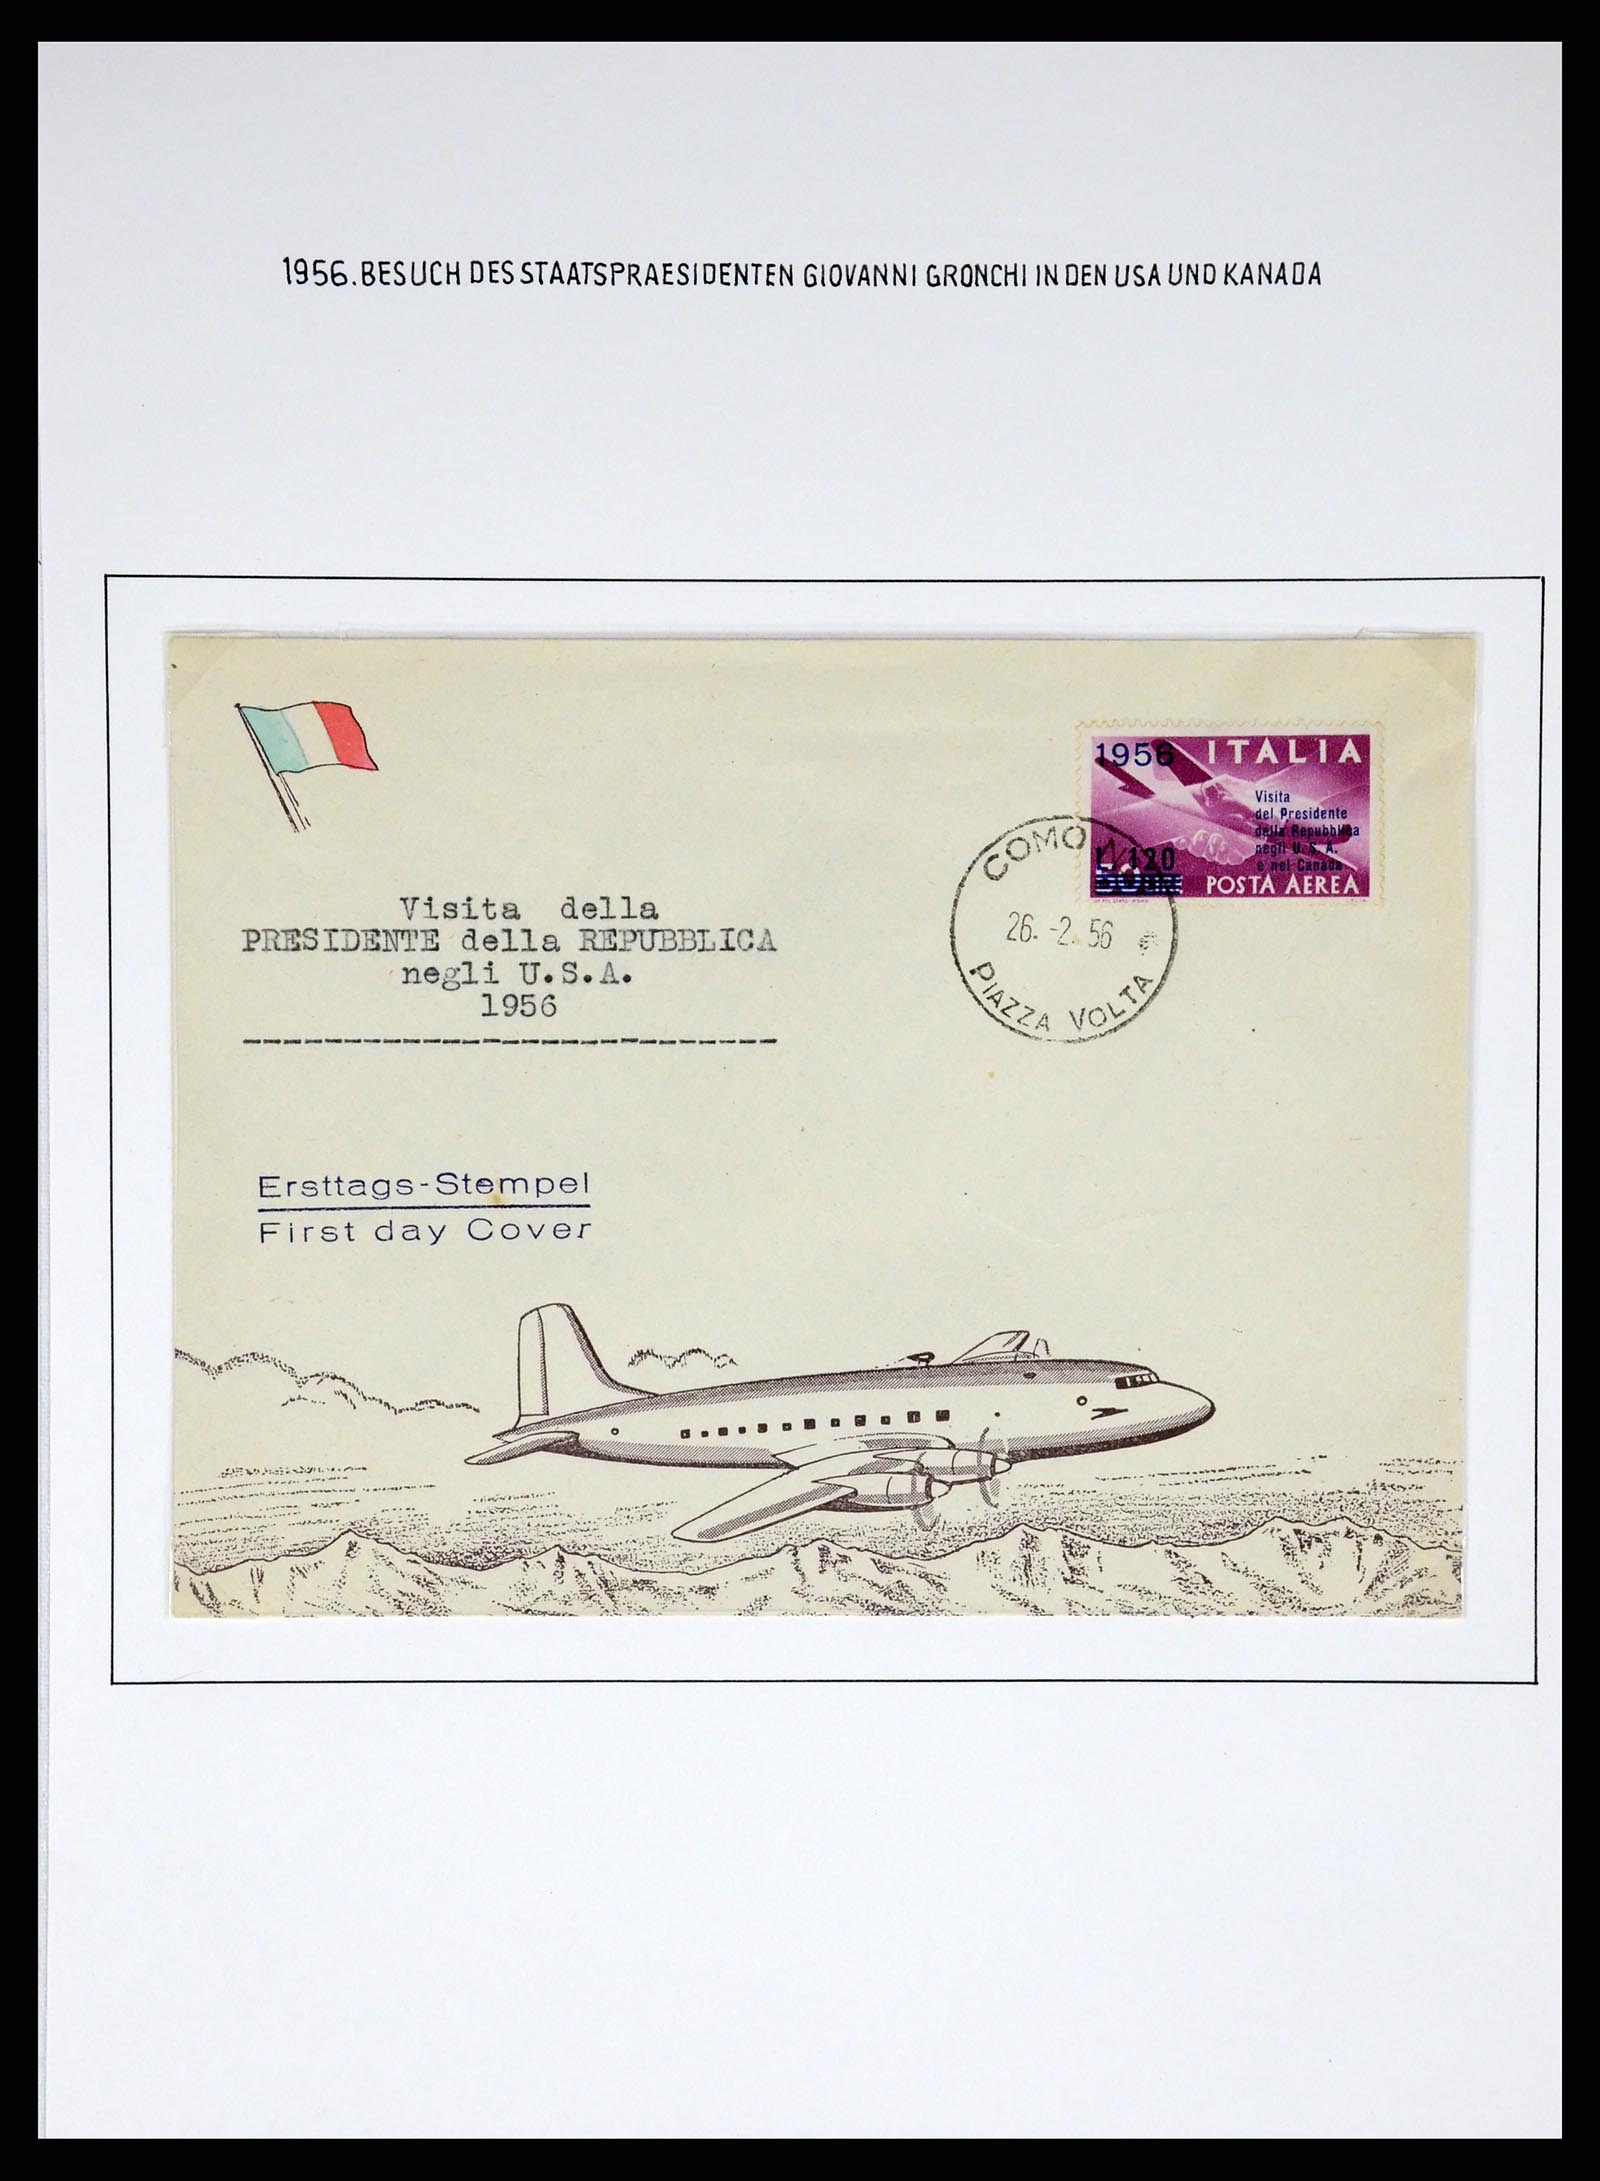 1956. BESUCH DES STAATSPRAESIDENTEN GIOVANNI GRONCHI IN DEN USA UND KANADA
1956 ITALIA
Visita
del Presidente
della Repubblica
negli U.S.A.
e nel Canada
L. 120
POSTA AEREA
COMO
26.-2.56
PIAZZA VOLTA
Visita della
PRESIDENTE della REPUBBLICA
negli U.S.A.
1956
Ersttags-Stempel
First day Cover